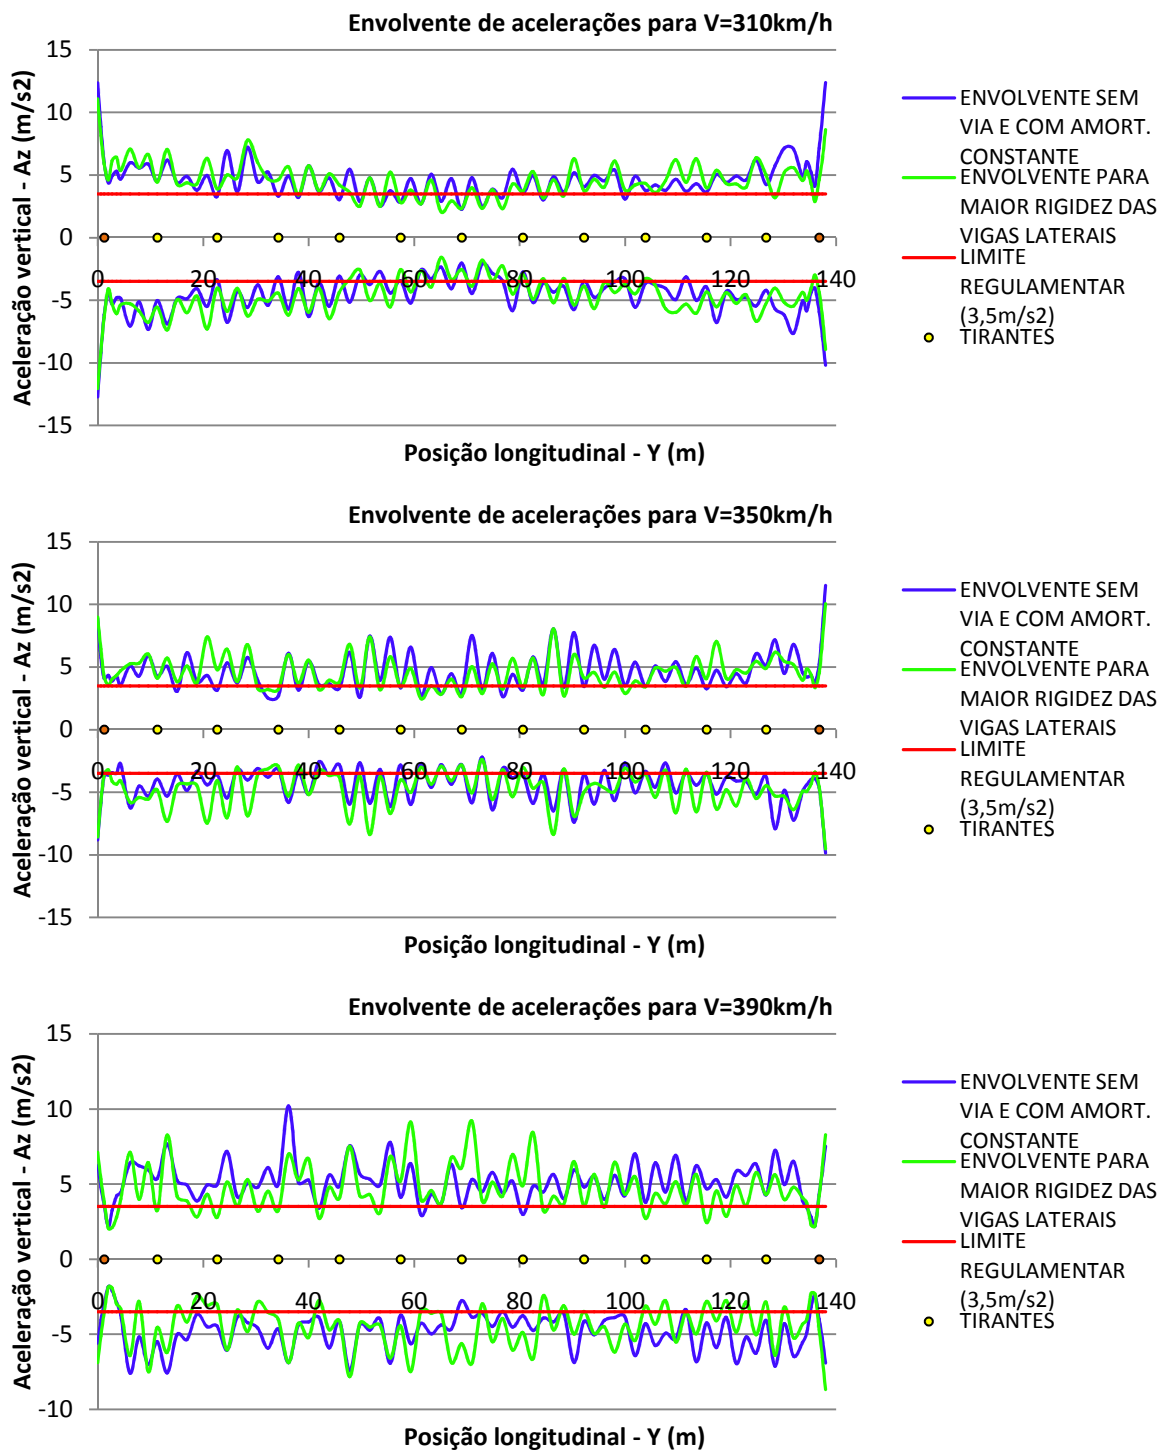 Envolvente de acelerações para V=310km/h
Aceleração vertical - Az (m/s2)
15
10
5
0
-5
-10
-15
0
20
40
60
80
100
120
140
Posição longitudinal - Y (m)
ENVOLVENTE SEM
VIA E COM AMORT.
CONSTANTE
ENVOLVENTE PARA
MAIOR RIGIDEZ DAS
VIGAS LATERAIS
LIMITE
REGULAMENTAR
(3,5m/s2)
TIRANTES
Envolvente de acelerações para V=350km/h
Aceleração vertical - Az (m/s2)
15
10
5
0
-5
-10
-15
0
20
40
60
80
100
120
140
Posição longitudinal - Y (m)
ENVOLVENTE SEM
VIA E COM AMORT.
CONSTANTE
ENVOLVENTE PARA
MAIOR RIGIDEZ DAS
VIGAS LATERAIS
LIMITE
REGULAMENTAR
(3,5m/s2)
TIRANTES
Envolvente de acelerações para V=390km/h
Aceleração vertical - Az (m/s2)
15
10
5
0
-5
-10
0
20
40
60
80
100
120
140
Posição longitudinal - Y (m)
ENVOLVENTE SEM
VIA E COM AMORT.
CONSTANTE
ENVOLVENTE PARA
MAIOR RIGIDEZ DAS
VIGAS LATERAIS
LIMITE
REGULAMENTAR
(3,5m/s2)
TIRANTES